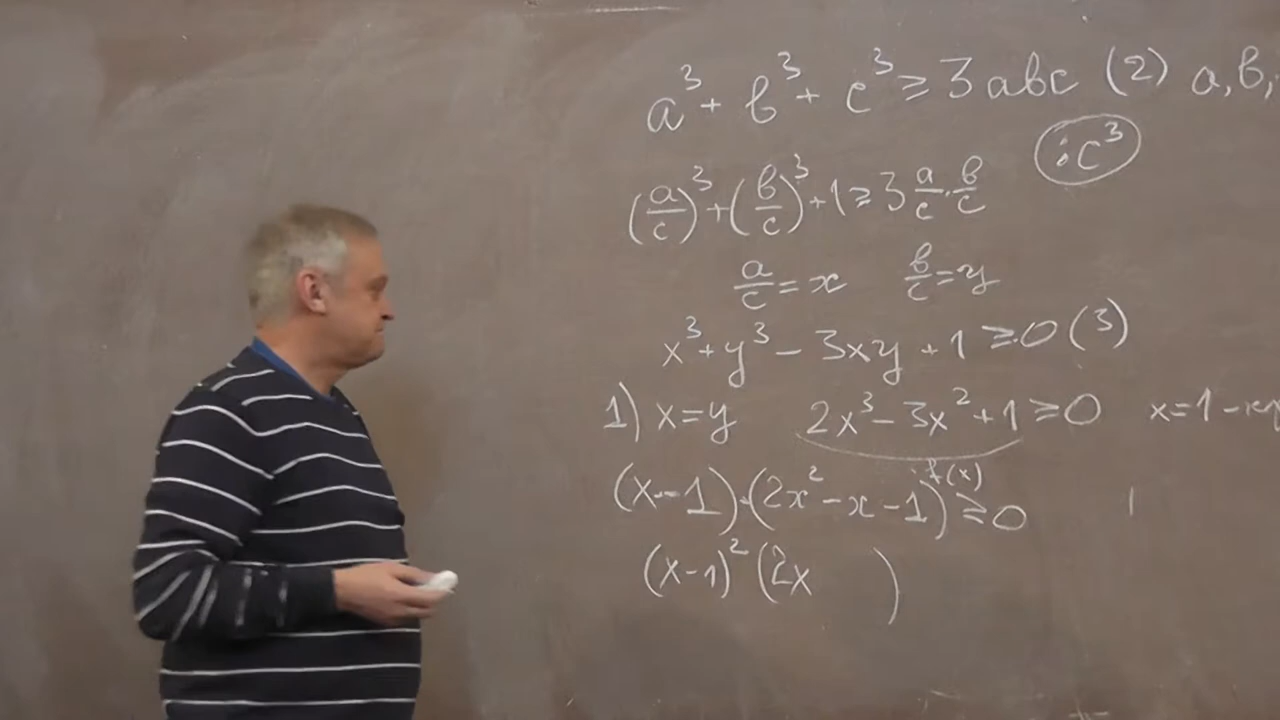 a³ + b³ + c³ ≥ 3abc (2) a, b,
:c³
(a/c)³ + (b/c)³ + 1 ≥ 3 a/c · b/c
a/c = x b/c = y
x³ + y³ − 3xy + 1 ≥ 0 (3)
1) x = y 2x³ − 3x² + 1 ≥ 0 x = 1 −
f(x)
(x − 1) · (2x² − x − 1) ≥ 0
(x − 1)² (2x )